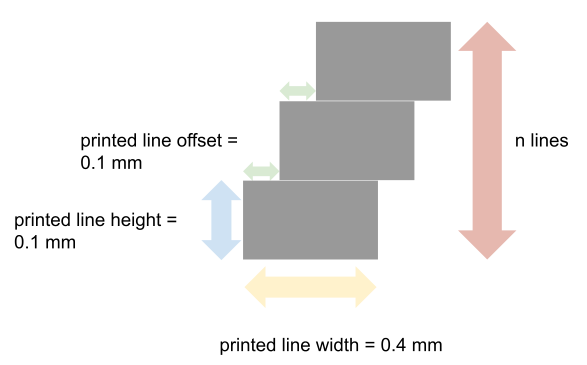 printed line offset =
0.1 mm
n lines
printed line height =
0.1 mm
printed line width = 0.4 mm